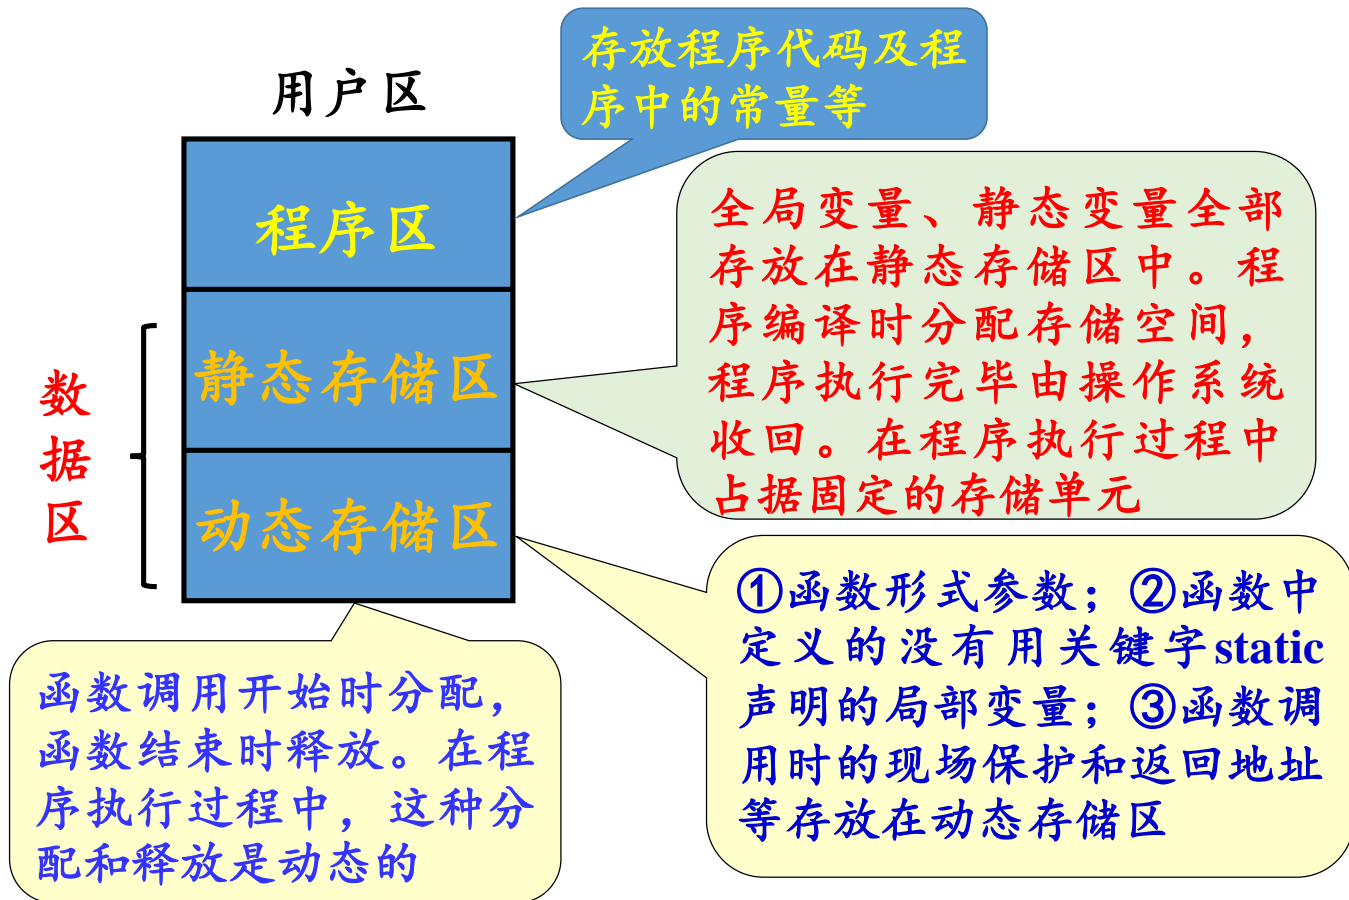 存放程序代码及程
序中的常量等
用户区
程序区
静态存储区
动态存储区
数
据
区
全局变量、静态变量全部
存放在静态存储区中。程
序编译时分配存储空间，
程序执行完毕由操作系统
收回。在程序执行过程中
占据固定的存储单元
①函数形式参数；②函数中
定义的没有用关键字static
声明的局部变量；③函数调
用时的现场保护和返回地址
等存放在动态存储区
函数调用开始时分配，
函数结束时释放。在程
序执行过程中，这种分
配和释放是动态的